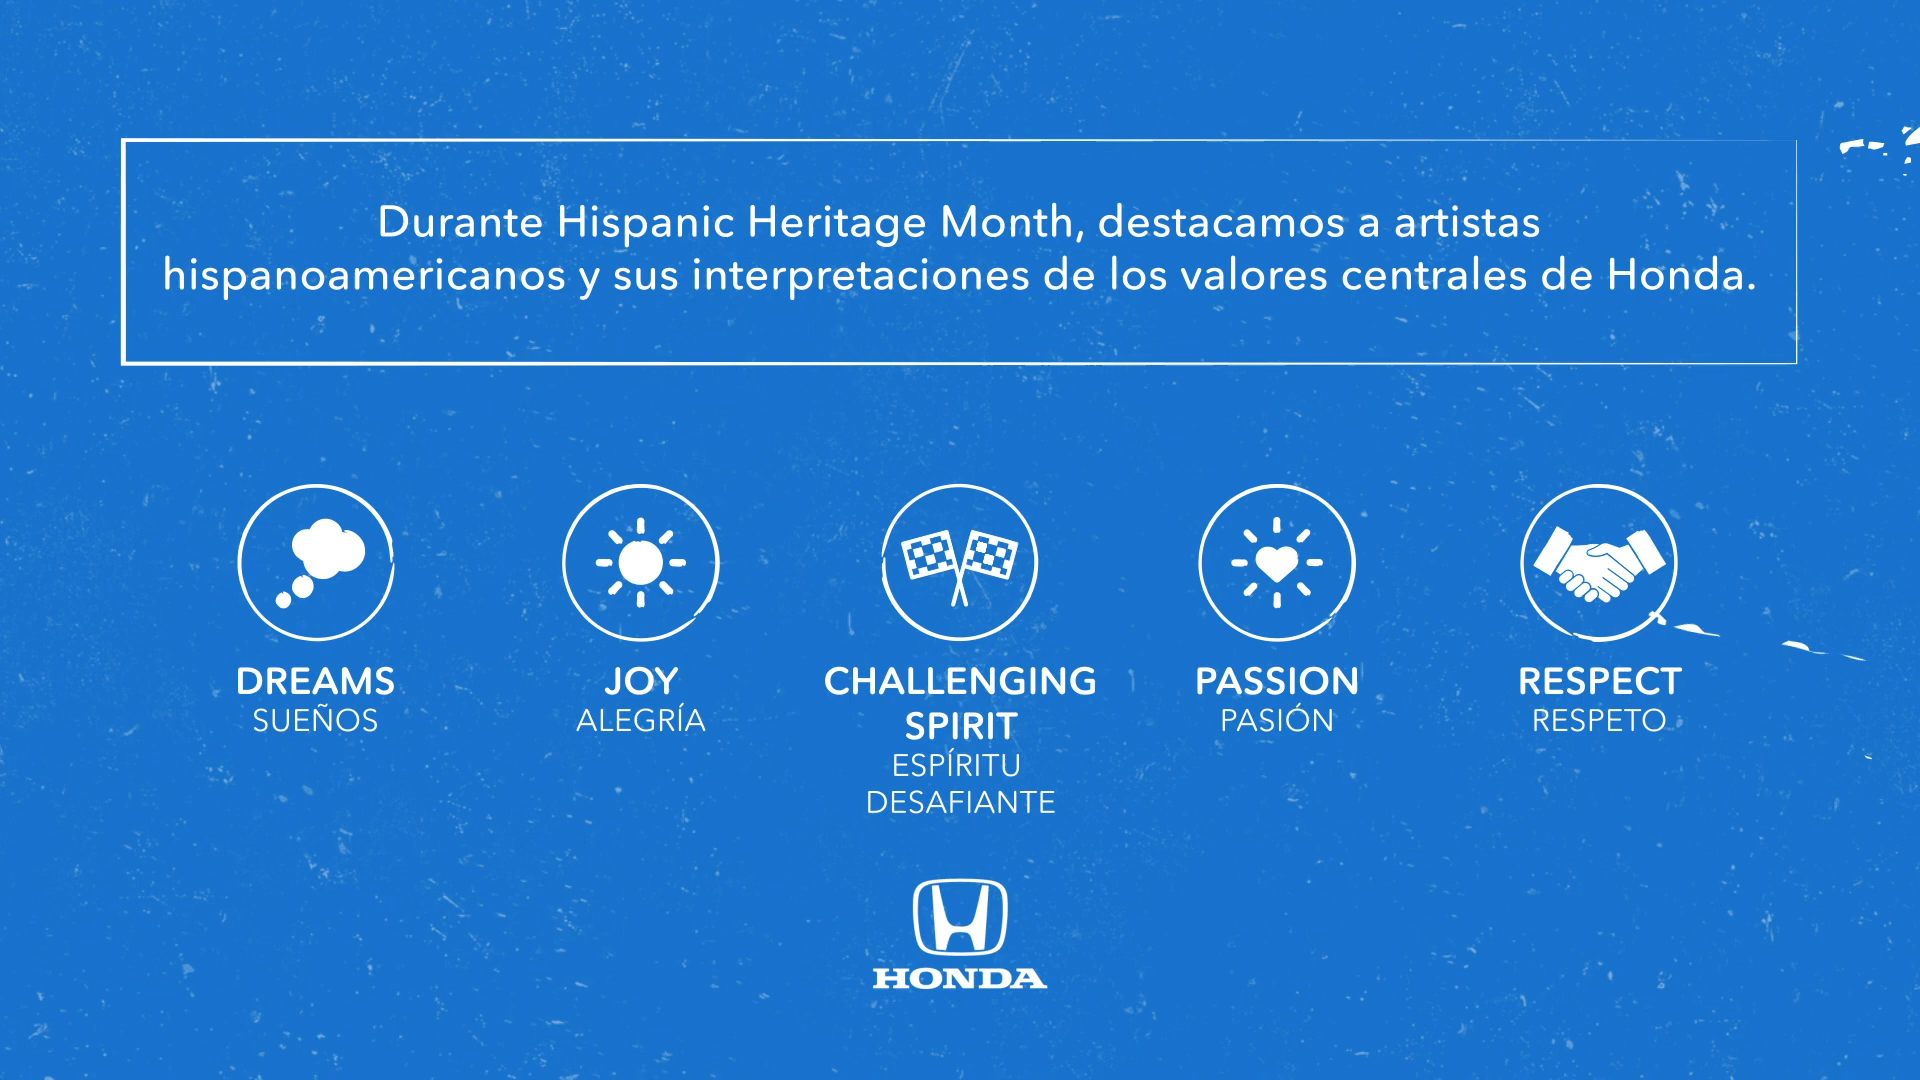 Durante Hispanic Heritage Month, destacamos a artistas
hispanoamericanos y sus interpretaciones de los valores centrales de Honda.
DREAMS
SUEÑOS
JOY
ALEGRÍA
CHALLENGING
SPIRIT
ESPÍRITU
DESAFIANTE
PASSION
PASIÓN
RESPECT
RESPETO
HONDA